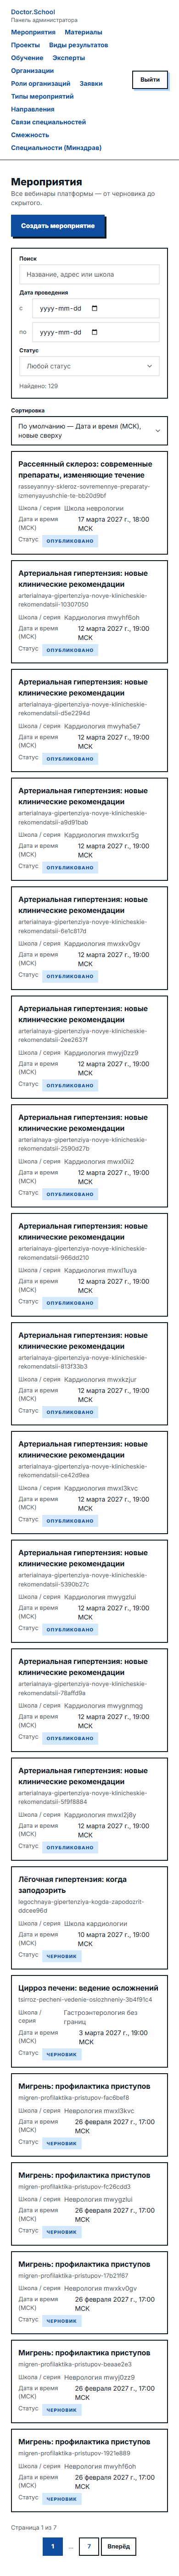 Doctor.School
Панель администратора
Мероприятия Материалы
Проекты Виды результатов
Обучение Эксперты
Организации
Выйти
Роли организаций Заявки
Типы мероприятий
Направления
Связи специальностей
Смежность
Специальности (Минздрав)
Мероприятия
Все вебинары платформы — от черновика до
скрытого.
Создать мероприятие
Поиск
Название, адрес или школа
Дата проведения
с yyyy-mm-dd
по yyyy-mm-dd
Статус
Любой статус
Найдено: 129
Сортировка
По умолчанию — Дата и время (МСК),
новые сверху
Рассеянный склероз: современные
препараты, изменяющие течение
rasseyannyy-skleroz-sovremennye-preparaty-
izmenyayushchie-te-bb20d9bf
Школа / серия Школа неврологии
Дата и время 17 марта 2027 г., 18:00
(МСК) МСК
Статус ОПУБЛИКОВАНО
Артериальная гипертензия: новые
клинические рекомендации
arterialnaya-gipertenziya-novye-klinicheskie-
rekomendatsii-10307050
Школа / серия Кардиология mwyhf6oh
Дата и время 12 марта 2027 г., 19:00
(МСК) МСК
Статус ОПУБЛИКОВАНО
Артериальная гипертензия: новые
клинические рекомендации
arterialnaya-gipertenziya-novye-klinicheskie-
rekomendatsii-d5e2294d
Школа / серия Кардиология mwyha5e7
Дата и время 12 марта 2027 г., 19:00
(МСК) МСК
Статус ОПУБЛИКОВАНО
Артериальная гипертензия: новые
клинические рекомендации
arterialnaya-gipertenziya-novye-klinicheskie-
rekomendatsii-a9d91bab
Школа / серия Кардиология mwxkxr5g
Дата и время 12 марта 2027 г., 19:00
(МСК) МСК
Статус ОПУБЛИКОВАНО
Артериальная гипертензия: новые
клинические рекомендации
arterialnaya-gipertenziya-novye-klinicheskie-
rekomendatsii-6e1c817d
Школа / серия Кардиология mwxkv0gv
Дата и время 12 марта 2027 г., 19:00
(МСК) МСК
Статус ОПУБЛИКОВАНО
Артериальная гипертензия: новые
клинические рекомендации
arterialnaya-gipertenziya-novye-klinicheskie-
rekomendatsii-2ee2637f
Школа / серия Кардиология mwyj0zz9
Дата и время 12 марта 2027 г., 19:00
(МСК) МСК
Статус ОПУБЛИКОВАНО
Артериальная гипертензия: новые
клинические рекомендации
arterialnaya-gipertenziya-novye-klinicheskie-
rekomendatsii-2590d27b
Школа / серия Кардиология mwxl0ii2
Дата и время 12 марта 2027 г., 19:00
(МСК) МСК
Статус ОПУБЛИКОВАНО
Артериальная гипертензия: новые
клинические рекомендации
arterialnaya-gipertenziya-novye-klinicheskie-
rekomendatsii-966dd210
Школа / серия Кардиология mwxl1uya
Дата и время 12 марта 2027 г., 19:00
(МСК) МСК
Статус ОПУБЛИКОВАНО
Артериальная гипертензия: новые
клинические рекомендации
arterialnaya-gipertenziya-novye-klinicheskie-
rekomendatsii-813f33b3
Школа / серия Кардиология mwxkzjur
Дата и время 12 марта 2027 г., 19:00
(МСК) МСК
Статус ОПУБЛИКОВАНО
Артериальная гипертензия: новые
клинические рекомендации
arterialnaya-gipertenziya-novye-klinicheskie-
rekomendatsii-ce42d9ea
Школа / серия Кардиология mwxl3kvc
Дата и время 12 марта 2027 г., 19:00
(МСК) МСК
Статус ОПУБЛИКОВАНО
Артериальная гипертензия: новые
клинические рекомендации
arterialnaya-gipertenziya-novye-klinicheskie-
rekomendatsii-5390b27c
Школа / серия Кардиология mwygzlui
Дата и время 12 марта 2027 г., 19:00
(МСК) МСК
Статус ОПУБЛИКОВАНО
Артериальная гипертензия: новые
клинические рекомендации
arterialnaya-gipertenziya-novye-klinicheskie-
rekomendatsii-78affd9a
Школа / серия Кардиология mwygnmqg
Дата и время 12 марта 2027 г., 19:00
(МСК) МСК
Статус ОПУБЛИКОВАНО
Артериальная гипертензия: новые
клинические рекомендации
arterialnaya-gipertenziya-novye-klinicheskie-
rekomendatsii-5f9f8884
Школа / серия Кардиология mwxl2j8y
Дата и время 12 марта 2027 г., 19:00
(МСК) МСК
Статус ОПУБЛИКОВАНО
Лёгочная гипертензия: когда
заподозрить
legochnaya-gipertenziya-kogda-zapodozrit-
ddcee96d
Школа / серия Школа кардиологии
Дата и время 10 марта 2027 г., 19:00
(МСК) МСК
Статус ЧЕРНОВИК
Цирроз печени: ведение осложнений
tsirroz-pecheni-vedenie-oslozhneniy-3b4f91c4
Школа / Гастроэнтерология без
серия границ
Дата и время 3 марта 2027 г., 19:00
(МСК) МСК
Статус ЧЕРНОВИК
Мигрень: профилактика приступов
migren-profilaktika-pristupov-fac6bef8
Школа / серия Неврология mwxl3kvc
Дата и время 26 февраля 2027 г., 17:00
(МСК) МСК
Статус ЧЕРНОВИК
Мигрень: профилактика приступов
migren-profilaktika-pristupov-fc26cdd3
Школа / серия Неврология mwygzlui
Дата и время 26 февраля 2027 г., 17:00
(МСК) МСК
Статус ЧЕРНОВИК
Мигрень: профилактика приступов
migren-profilaktika-pristupov-17b21f67
Школа / серия Неврология mwxkv0gv
Дата и время 26 февраля 2027 г., 17:00
(МСК) МСК
Статус ЧЕРНОВИК
Мигрень: профилактика приступов
migren-profilaktika-pristupov-beaae2e3
Школа / серия Неврология mwyj0zz9
Дата и время 26 февраля 2027 г., 17:00
(МСК) МСК
Статус ЧЕРНОВИК
Мигрень: профилактика приступов
migren-profilaktika-pristupov-1921e889
Школа / серия Неврология mwyhf6oh
Дата и время 26 февраля 2027 г., 17:00
(МСК) МСК
Статус ЧЕРНОВИК
Страница 1 из 7
1 … 7 Вперёд